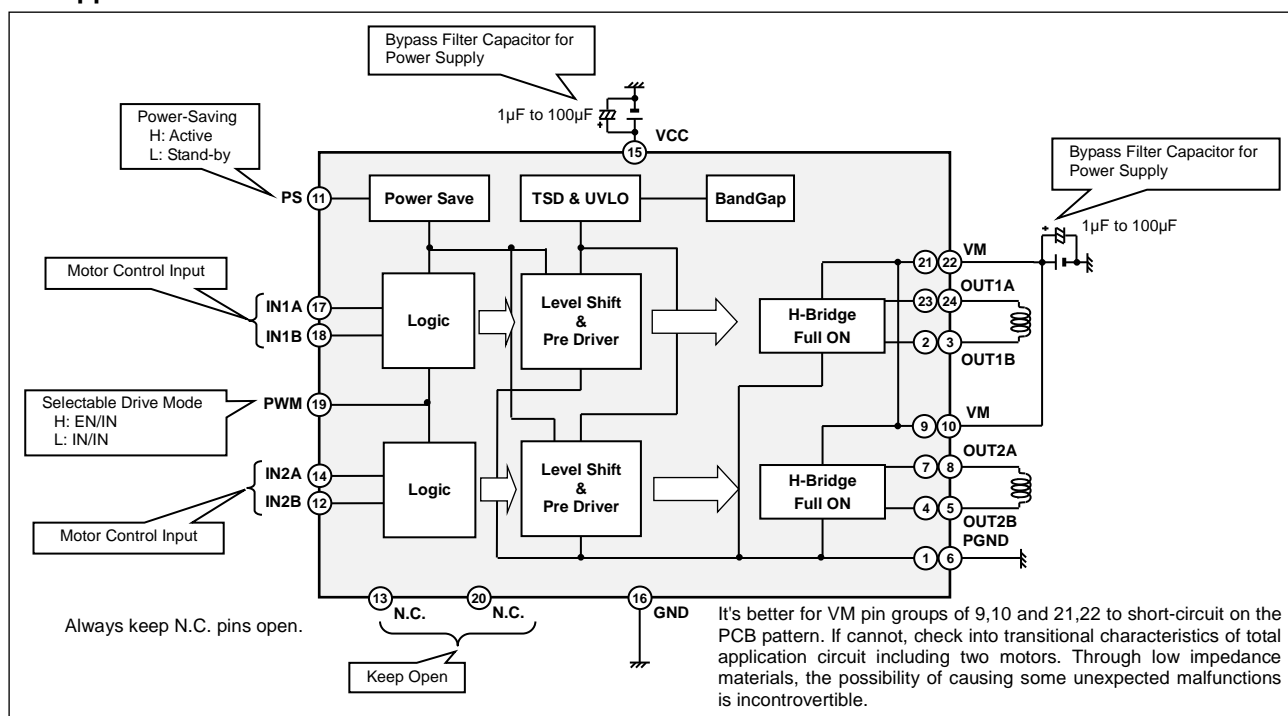 Bypass Filter Capacitor for
Power Supply
1µF to 100µF
VCC
15
Power-Saving
H: Active
L: Stand-by
PS 11
Power Save
TSD & UVLO
BandGap
Bypass Filter Capacitor for
Power Supply
1µF to 100µF
VM
21 22
Motor Control Input
IN1A 17
IN1B 18
Logic
Level Shift
&
Pre Driver
H-Bridge
Full ON
OUT1A
23 24
2 3
OUT1B
Selectable Drive Mode
H: EN/IN
L: IN/IN
PWM 19
VM
9 10
IN2A 14
IN2B 12
Motor Control Input
Logic
Level Shift
&
Pre Driver
H-Bridge
Full ON
OUT2A
7 8
4 5
OUT2B
PGND
1 6
13 N.C.
20 N.C.
16 GND
Always keep N.C. pins open.
Keep Open
It's better for VM pin groups of 9,10 and 21,22 to short-circuit on the
PCB pattern. If cannot, check into transitional characteristics of total
application circuit including two motors. Through low impedance
materials, the possibility of causing some unexpected malfunctions
is incontrovertible.